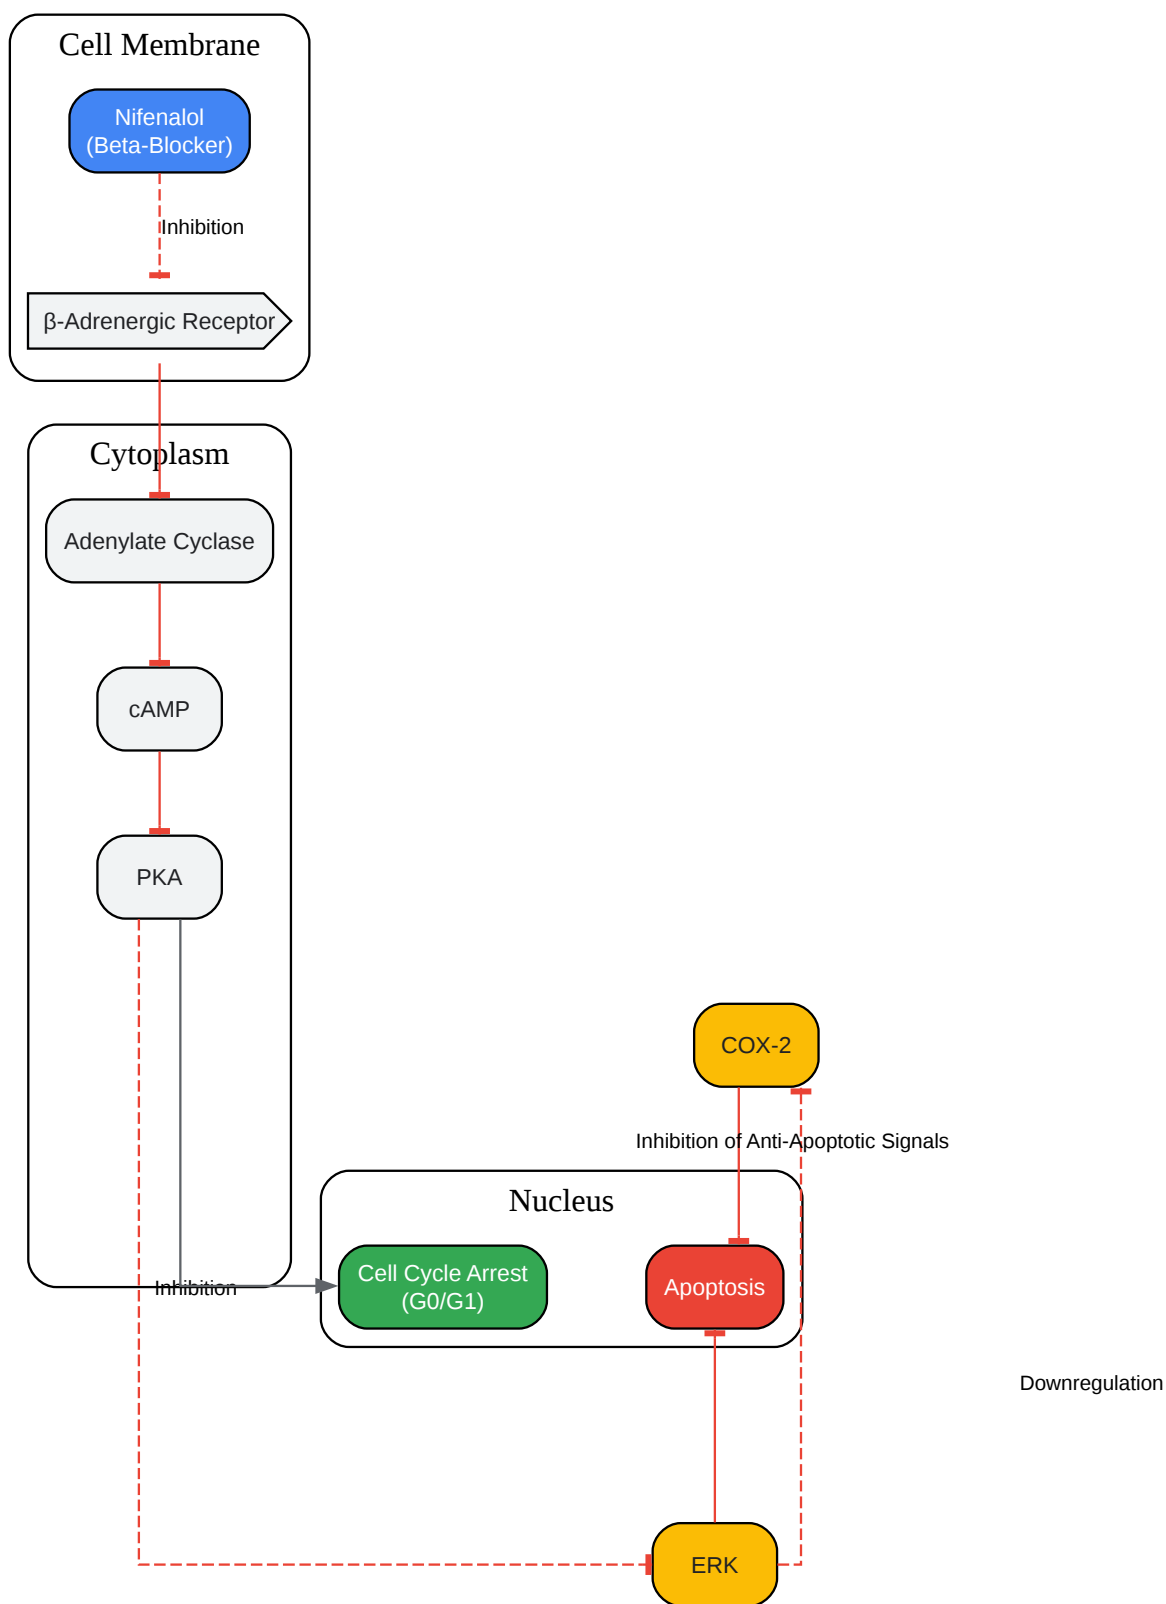 Cell Membrane
Nifenalol
(Beta-Blocker)
Inhibition
β-Adrenergic Receptor
Cytoplasm
Adenylate Cyclase
cAMP
PKA
COX-2
Inhibition of Anti-Apoptotic Signals
Nucleus
Cell Cycle Arrest
(G0/G1)
Apoptosis
Inhibition
Downregulation
ERK